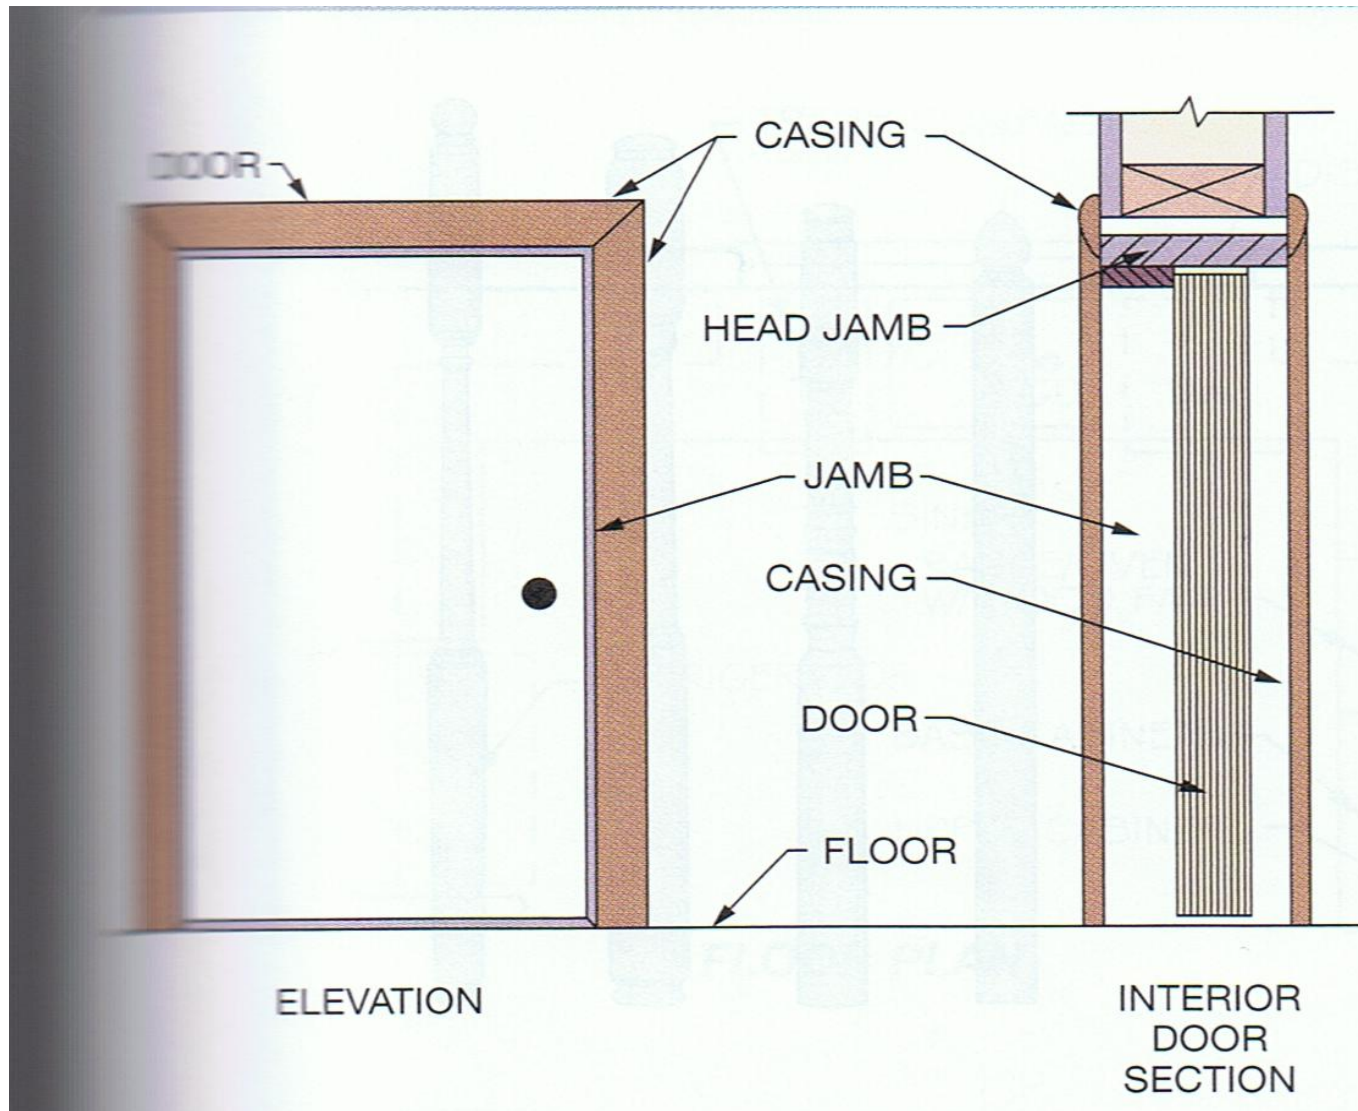 CASING
DOOR
HEAD JAMB
JAMB
CASING
DOOR
FLOOR
ELEVATION
INTERIOR
DOOR
SECTION